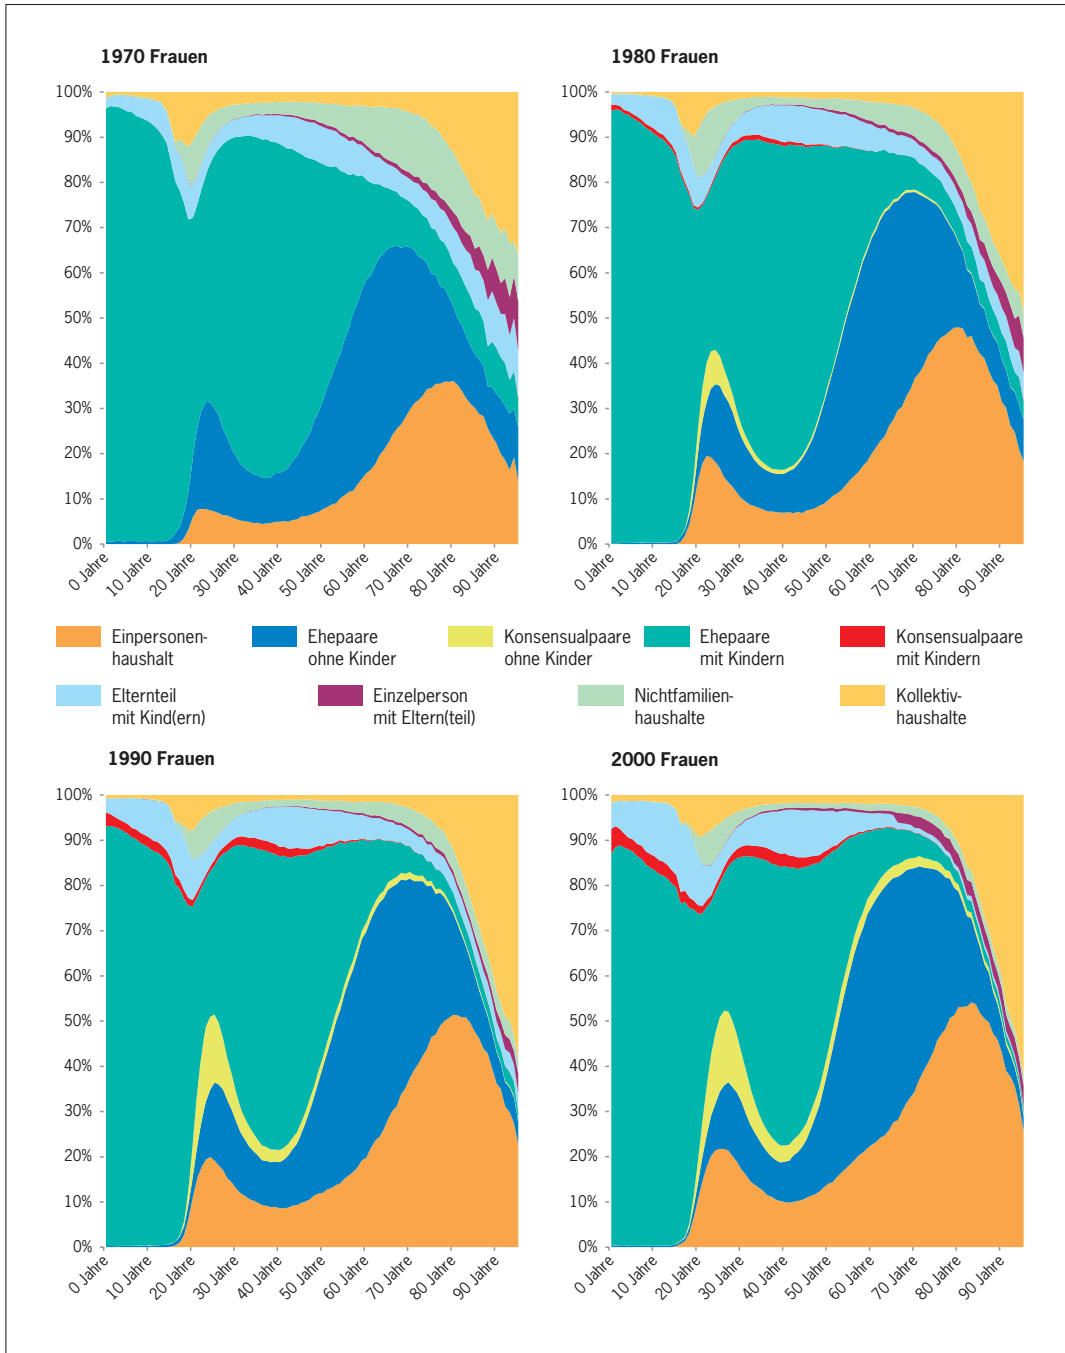 1970 Frauen
100%
90%
80%
70%
60%
50%
40%
30%
20%
10%
0%
0 Jahre
10 Jahre
20 Jahre
30 Jahre
40 Jahre
50 Jahre
60 Jahre
70 Jahre
80 Jahre
90 Jahre
1980 Frauen
100%
90%
80%
70%
60%
50%
40%
30%
20%
10%
0%
0 Jahre
10 Jahre
20 Jahre
30 Jahre
40 Jahre
50 Jahre
60 Jahre
70 Jahre
80 Jahre
90 Jahre
Einpersonen-
haushalt
Ehepaare
ohne Kinder
Konsensualpaare
ohne Kinder
Ehepaare
mit Kindern
Konsensualpaare
mit Kindern
Elternteil
mit Kind(ern)
Einzelperson
mit Eltern(teil)
Nichtfamilien-
haushalte
Kollektiv-
haushalte
1990 Frauen
100%
90%
80%
70%
60%
50%
40%
30%
20%
10%
0%
0 Jahre
10 Jahre
20 Jahre
30 Jahre
40 Jahre
50 Jahre
60 Jahre
70 Jahre
80 Jahre
90 Jahre
2000 Frauen
100%
90%
80%
70%
60%
50%
40%
30%
20%
10%
0%
0 Jahre
10 Jahre
20 Jahre
30 Jahre
40 Jahre
50 Jahre
60 Jahre
70 Jahre
80 Jahre
90 Jahre